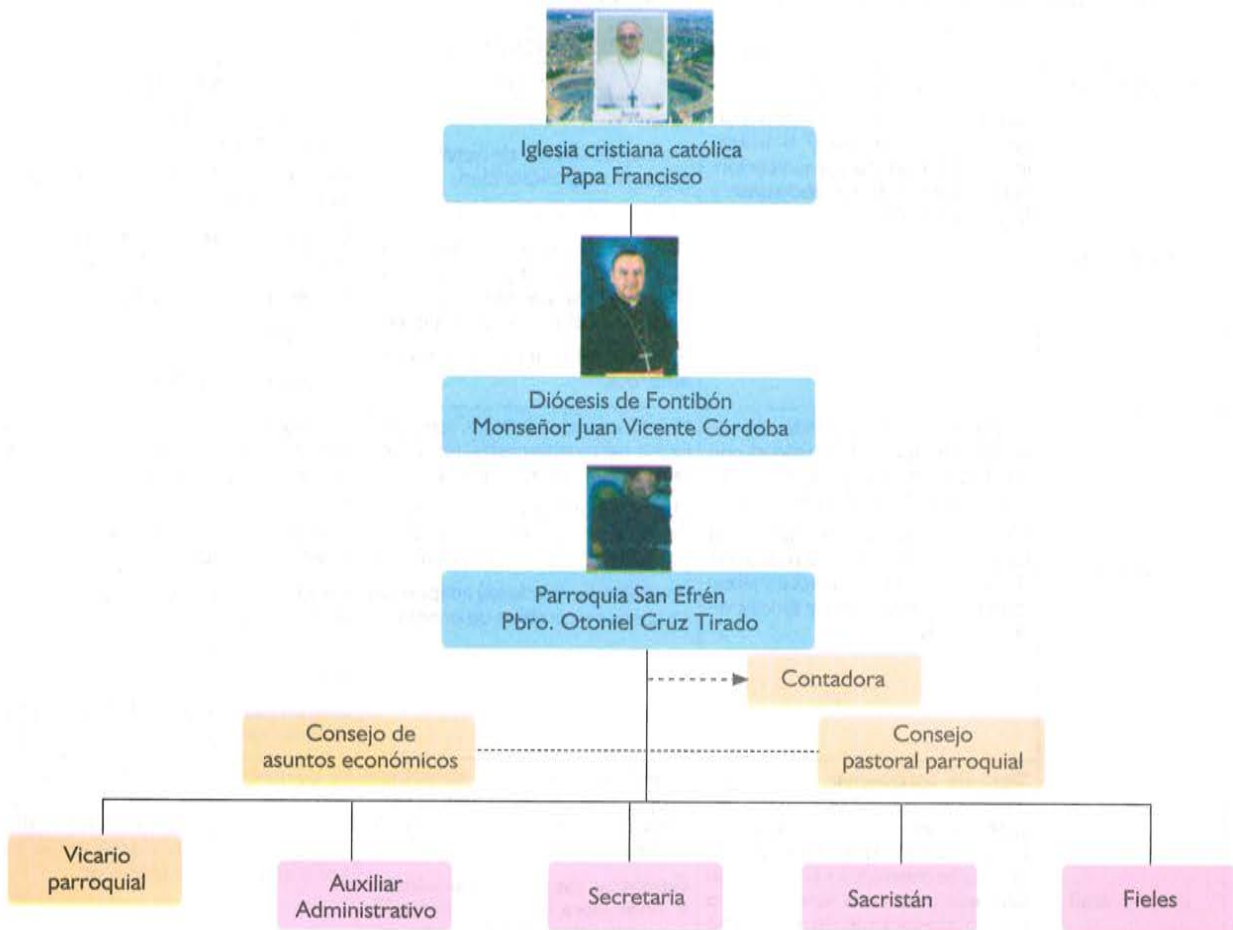 Iglesia cristiana católica
Papa Francisco
Diócesis de Fontibón
Monseñor Juan Vicente Córdoba
Parroquia San Efrén
Pbro. Otoniel Cruz Tirado
Contadora
Consejo de
asuntos económicos
Consejo
pastoral parroquial
Vicario
parroquial
Auxiliar
Administrativo
Secretaria
Sacristán
Fieles